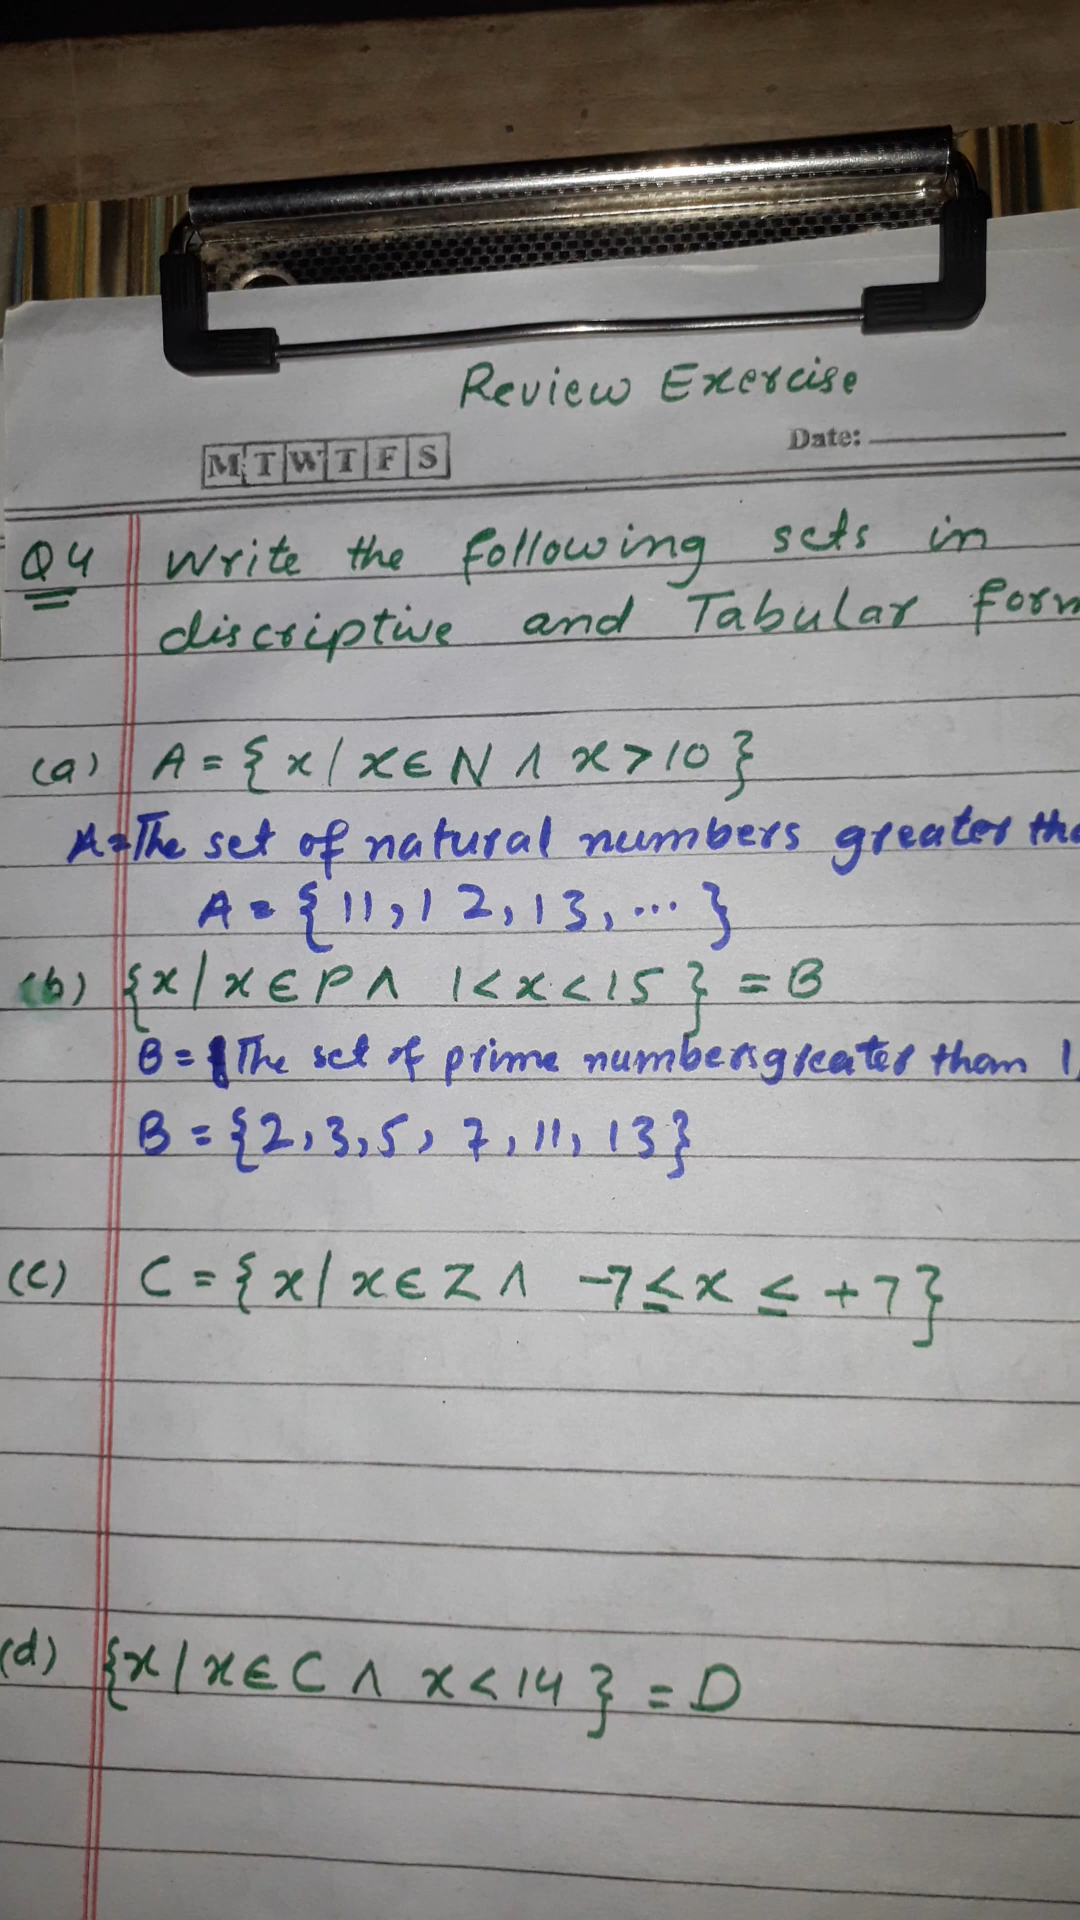 Review Exercise
M T W T F S
Date:
Q4 Write the following sets in
discriptive and Tabular form
(a) A = { x / x ∈ N ∧ x > 10 }
A = The set of natural numbers greater tha
A = { 11, 12, 13, ... }
(b) { x / x ∈ P ∧ 1 < x < 15 } = B
B = The set of prime numbers greater than 1,
B = { 2, 3, 5, 7, 11, 13 }
(c) C = { x / x ∈ Z ∧ -7 ≤ x ≤ +7 }
(d) { x / x ∈ C ∧ x < 14 } = D